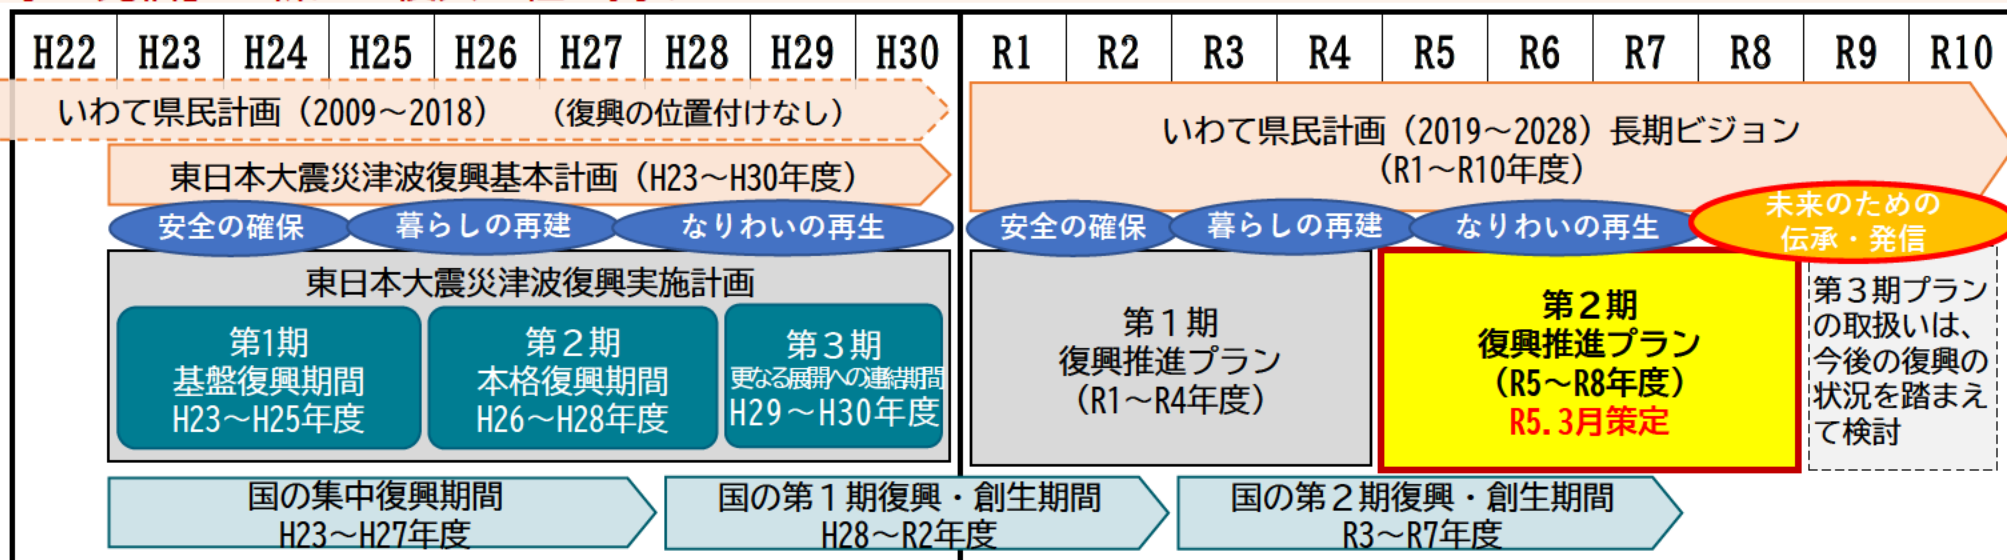 H22 H23 H24 H25 H26 H27 H28 H29 H30 R1 R2 R3 R4 R5 R6 R7 R8 R9 R10
いわて県民計画（2009～2018）　（復興の位置付けなし）
東日本大震災津波復興基本計画（H23～H30年度）
いわて県民計画（2019～2028）長期ビジョン
（R1～R10年度）
安全の確保
暮らしの再建
なりわいの再生
安全の確保
暮らしの再建
なりわいの再生
未来のための
伝承・発信
東日本大震災津波復興実施計画
第1期
基盤復興期間
H23～H25年度
第２期
本格復興期間
H26～H28年度
第３期
更なる展開への連結期間
H29～H30年度
第１期
復興推進プラン
（R1～R4年度）
第２期
復興推進プラン
（R5～R8年度）
R5.3月策定
第３期プラン
の取扱いは、
今後の復興の
状況を踏まえ
て検討
国の集中復興期間
H23～H27年度
国の第１期復興・創生期間
H28～R2年度
国の第２期復興・創生期間
R3～R7年度